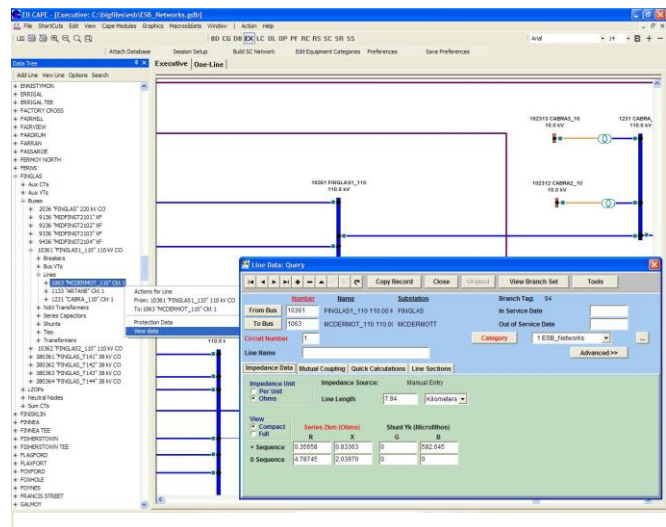 EB CAPE - [Executive: C:\bigfiles\esb\ESB_Networks.gdb]
File ShortCuts Edit View Cape Modules Graphics Macros&Sets Window | Action Help
BD CG DB EX LC OL OP PF RC RS SC SR SS
Arial 14 B + −
Attach Database Session Setup Build SC Network Edit Equipment Categories Preferences Save Preferences
Data Tree
Executive One-Line
Add Line View Line Options Search
ENNISTYMON
ERRIGAL
ERRIGAL TEE
FACTORY CROSS
FAIRHILL
FAIRVIEW
FARDRUM
FARRAN
FASSAROE
FERMOY NORTH
FERNS
FINGLAS
Aux CTs
Aux VTs
Buses
2036 "FINGLAS" 220 kV CO
9136 "MIDFINGT2101" XF
9236 "MIDFINGT2102" XF
9336 "MIDFINGT2103" XF
9436 "MIDFINGT2104" XF
10361 "FINGLAS1_110" 110 kV CO
Breakers
Bus VTs
Lines
1063 "MCDERMOT_110" Ckt 1
1133 "ARTANE" Ckt 1
1231 "CABRA_110" Ckt 1
Nckt Transformers
Series Capacitors
Shunts
Ties
Transformers
10362 "FINGLAS2_110" 110 kV CO
380361 "FINGLAS_T141" 38 kV CO
380362 "FINGLAS_T142" 38 kV CO
380363 "FINGLAS_T143" 38 kV CO
380364 "FINGLAS_T144" 38 kV CO
LZOPs
Neutral Nodes
Sum CTs
FINISKLIN
FINNEA
FINNEA TEE
FISHERSTOWN
FISHERSTOWN TEE
FLAGFORD
FLAXFORT
FOXFORD
FOXHOLE
FOYNES
FRANCIS STREET
GALMOY
Actions for Line
From: 10361 "FINGLAS1_110" 110 kV CO
To: 1063 "MCDERMOT_110" Ckt 1
Protection Data
View data
10361 FINGLAS1_110
110.0 kV
102313 CABRA3_10
10.0 kV
1231 CABRA_
110.0 kV
102312 CABRA2_10
10.0 kV
110.0 k
Line Data: Query
Copy Record Close Original View Branch Set Tools
Number Name Substation Branch Tag: 94
From Bus 10361 FINGLAS1_110 110.00 k FINGLAS In Service Date
To Bus 1063 MCDERMOT_110 110.0( MCDERMOTT Out of Service Date
Circuit Number 1 Category 1 ESB_Networks ...
Line Name Advanced >>
Impedance Data Mutual Coupling Quick Calculations Line Sections
Impedance Unit Impedance Source: Manual Entry
Per Unit
Ohms Line Length 7.94 Kilometers
View
Compact Series Zkm (Ohms) Shunt Yk (MicroMhos)
Full R X G B
+ Sequence 0.35658 0.83363 0 582.645
0 Sequence 4.78745 2.03970 0 0